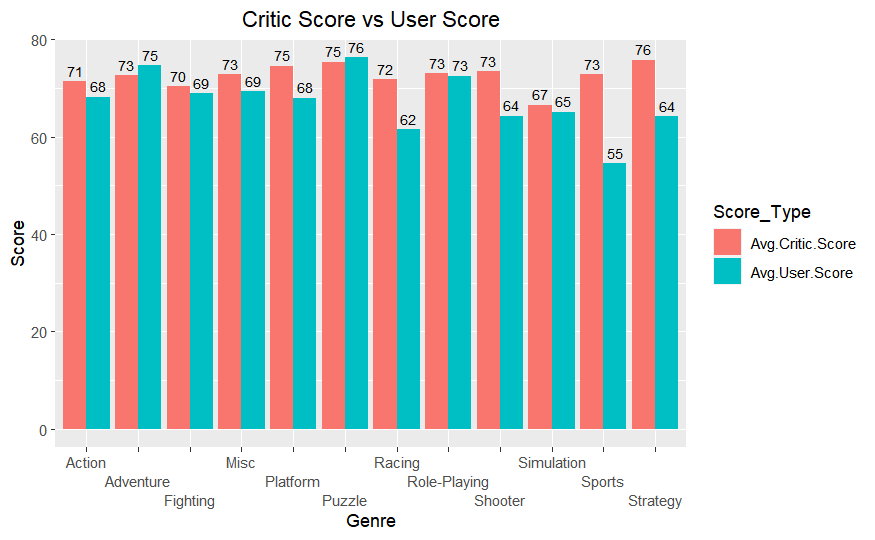 Critic Score vs User Score
80
60
40
20
0
Score
71 68 73 75 70 69 73 69 75 68 75 76 72 62 73 73 73 64 67 65 73 55 76 64
Action Misc Racing Simulation
Adventure Platform Role-Playing Sports
Fighting Puzzle Shooter Strategy
Genre
Score_Type
Avg.Critic.Score
Avg.User.Score